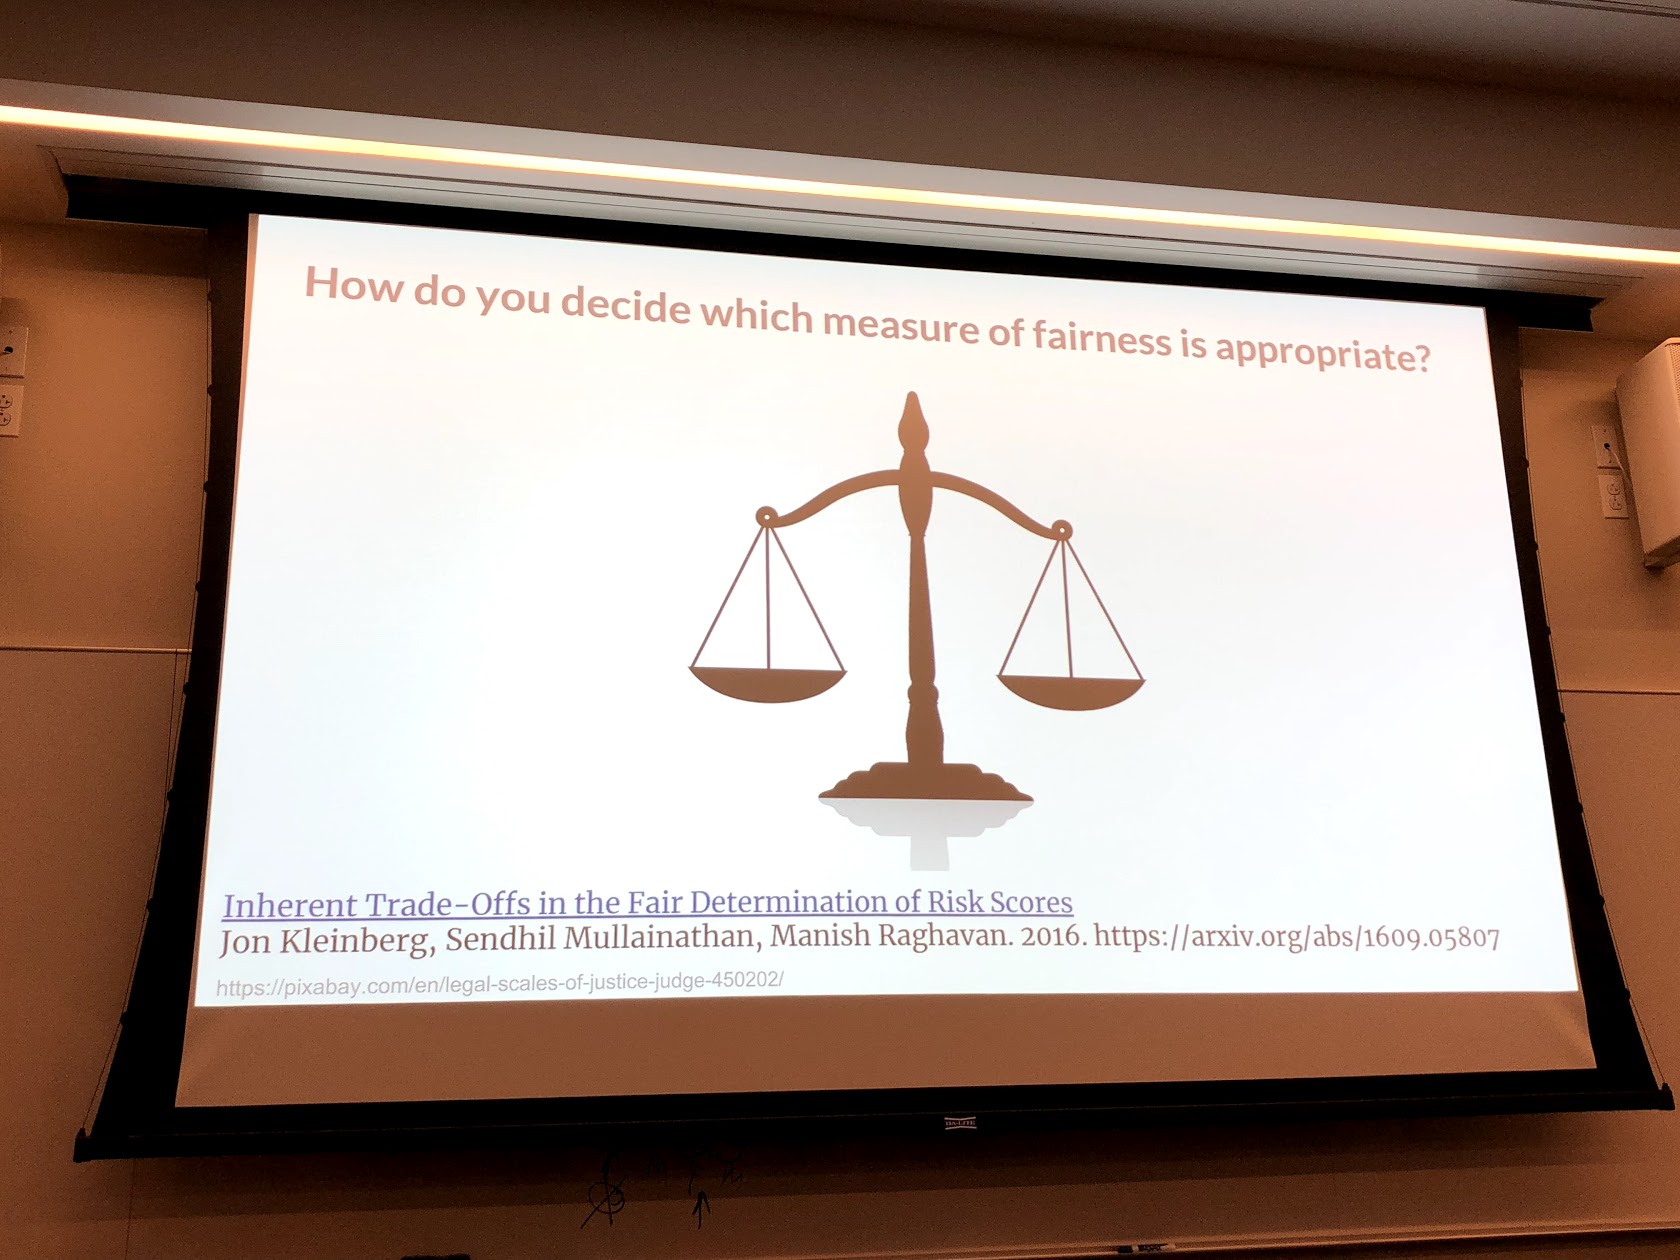 How do you decide which measure of fairness is appropriate?
Inherent Trade-Offs in the Fair Determination of Risk Scores
Jon Kleinberg, Sendhil Mullainathan, Manish Raghavan. 2016. https://arxiv.org/abs/1609.05807
https://pixabay.com/en/legal-scales-of-justice-judge-450202/
DA-LITE